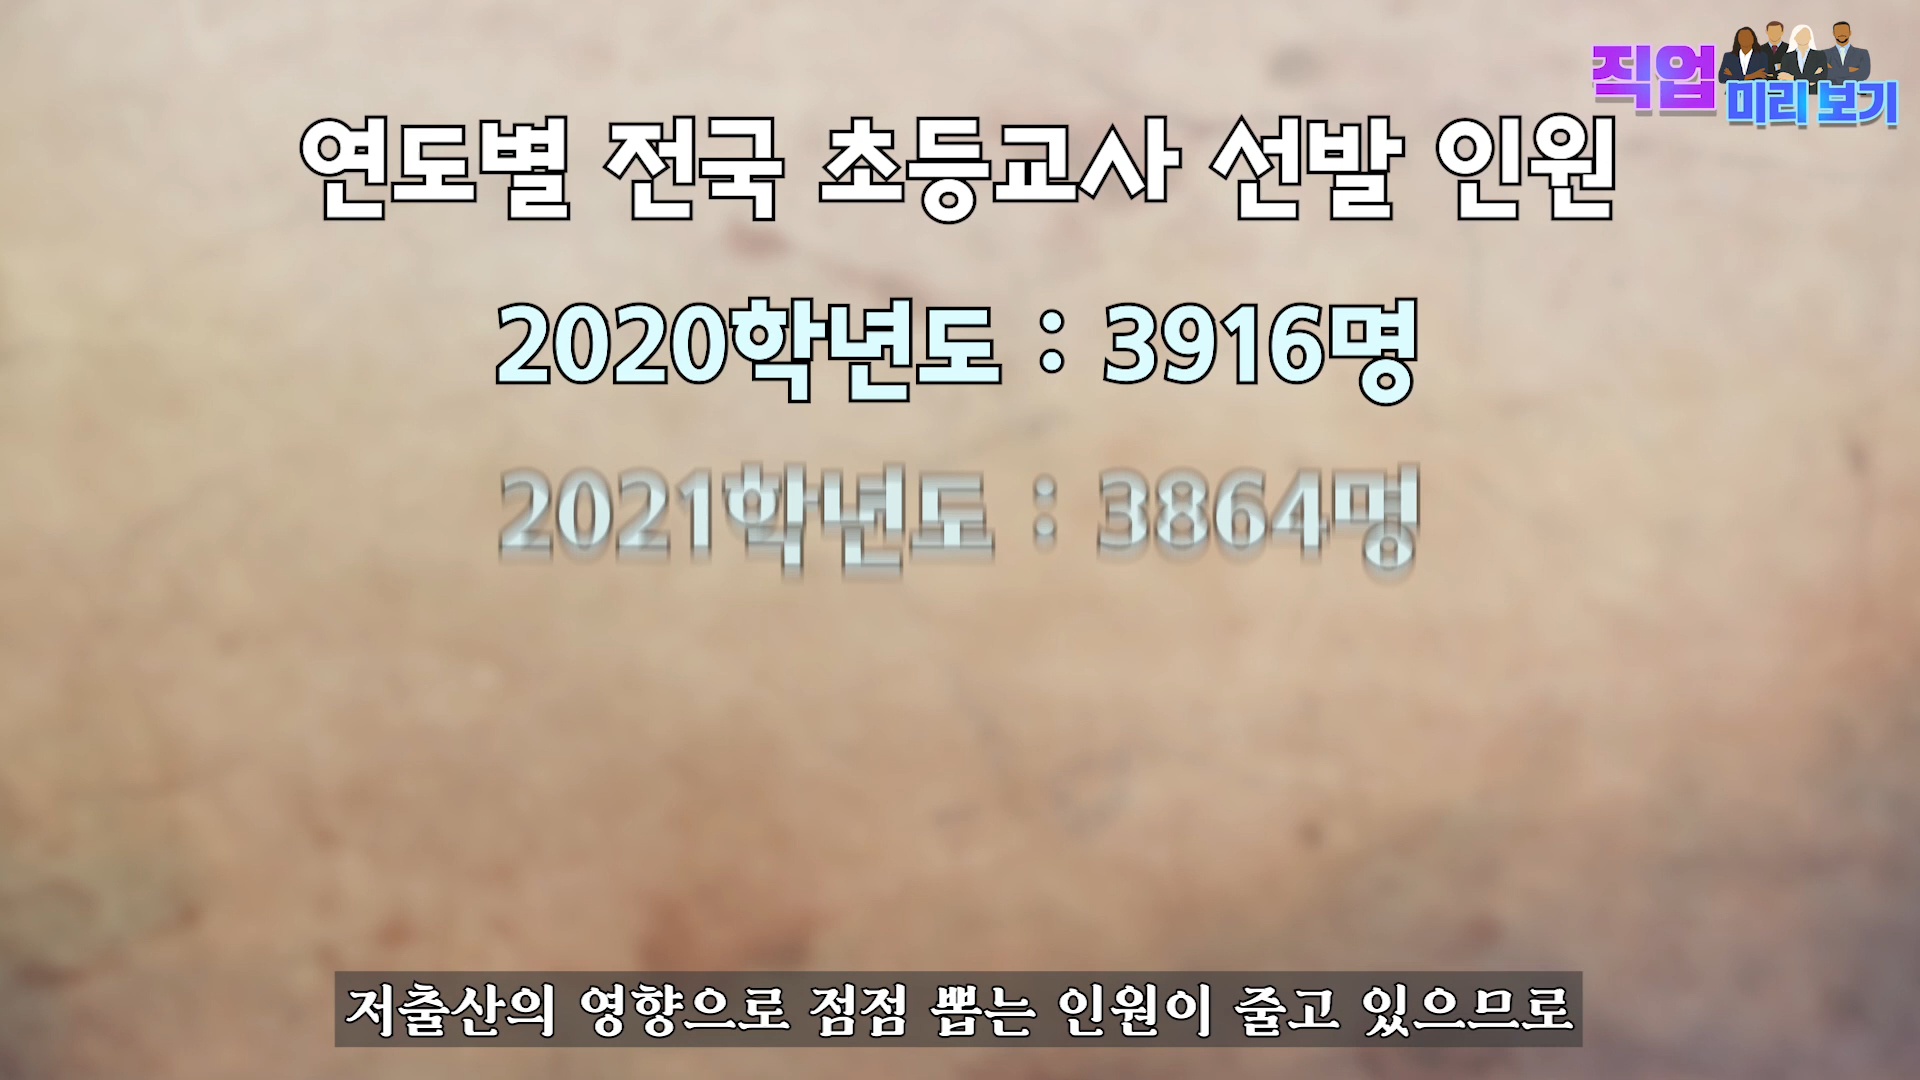 직업
미리 보기
연도별 전국 초등교사 선발 인원
2020학년도 : 3916명
2021학년도 : 3864명
저출산의 영향으로 점점 뽑는 인원이 줄고 있으므로